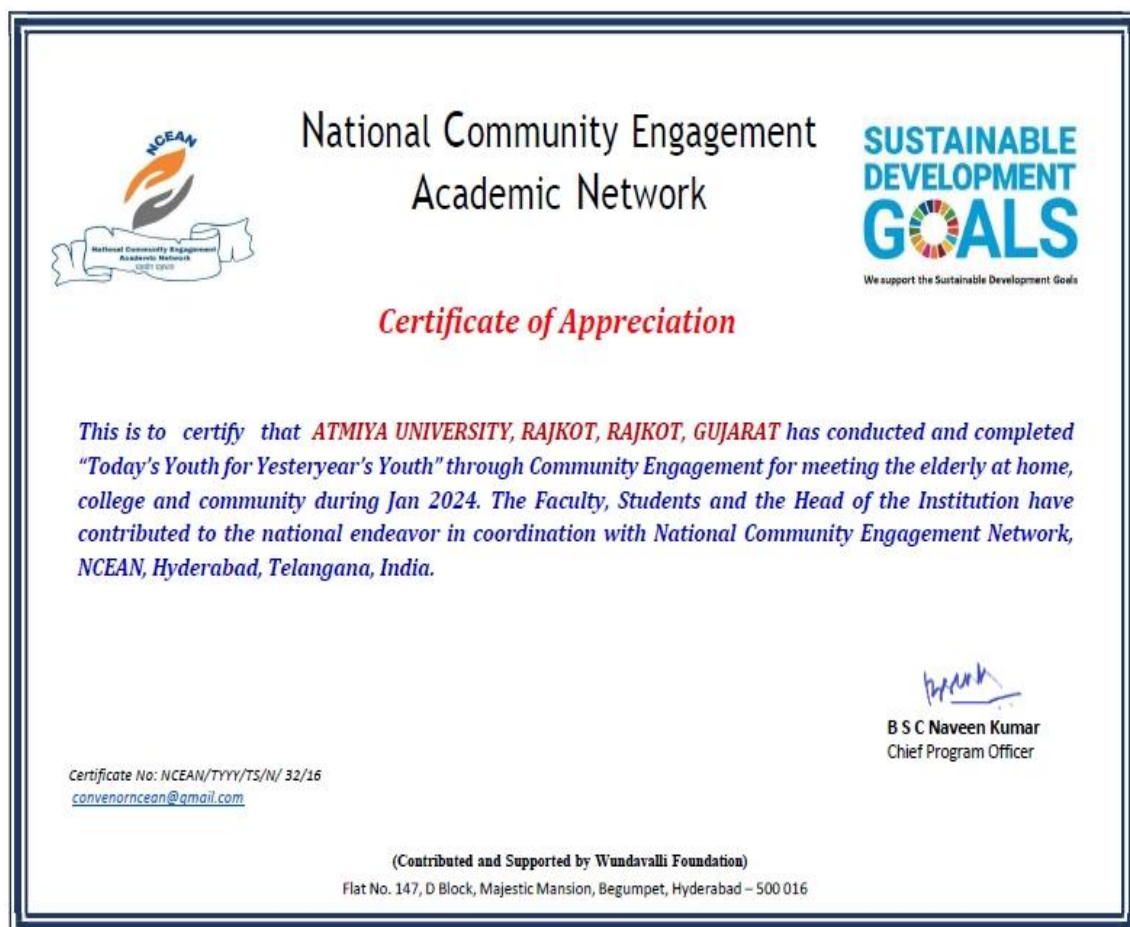 NCEAN
National Community Engagement
Academic Network
National Community Engagement
Academic Network
SUSTAINABLE
DEVELOPMENT
GOALS
We support the Sustainable Development Goals
Certificate of Appreciation
This is to certify that ATMIYA UNIVERSITY, RAJKOT, RAJKOT, GUJARAT has conducted and completed
“Today’s Youth for Yesteryear’s Youth” through Community Engagement for meeting the elderly at home,
college and community during Jan 2024. The Faculty, Students and the Head of the Institution have
contributed to the national endeavor in coordination with National Community Engagement Network,
NCEAN, Hyderabad, Telangana, India.
B S C Naveen Kumar
Chief Program Officer
Certificate No: NCEAN/TYYY/TS/N/ 32/16
convenorncean@gmail.com
(Contributed and Supported by Wundavalli Foundation)
Flat No. 147, D Block, Majestic Mansion, Begumpet, Hyderabad – 500 016